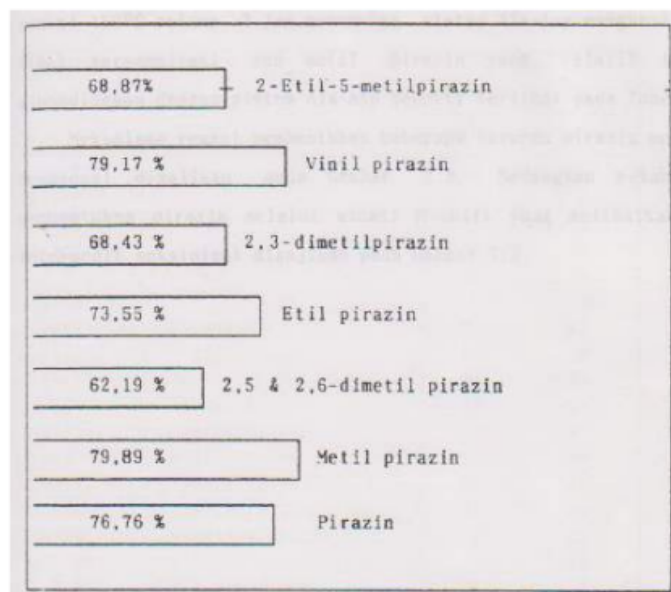 68,87% 2-Etil-5-metilpirazin
79,17 % Vinil pirazin
68,43 % 2,3-dimetilpirazin
73,55 % Etil pirazin
62,19 % 2,5 & 2,6-dimetil pirazin
79,89 % Metil pirazin
76,76 % Pirazin